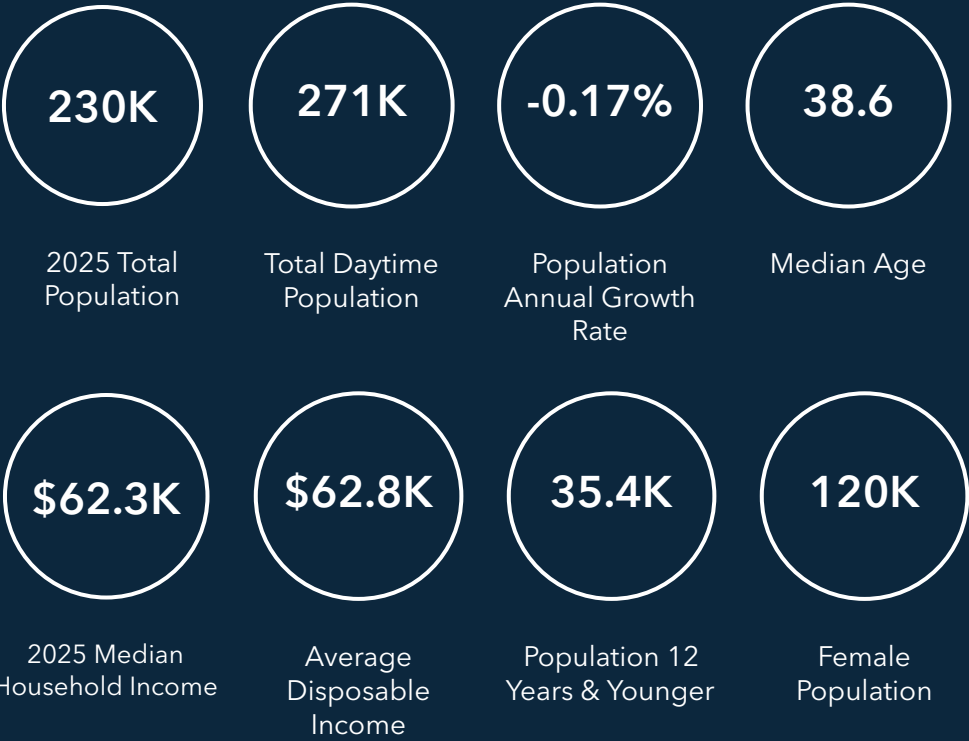 230K
2025 Total
Population
271K
Total Daytime
Population
-0.17%
Population
Annual Growth
Rate
38.6
Median Age
$62.3K
2025 Median
Household Income
$62.8K
Average
Disposable
Income
35.4K
Population 12
Years & Younger
120K
Female
Population